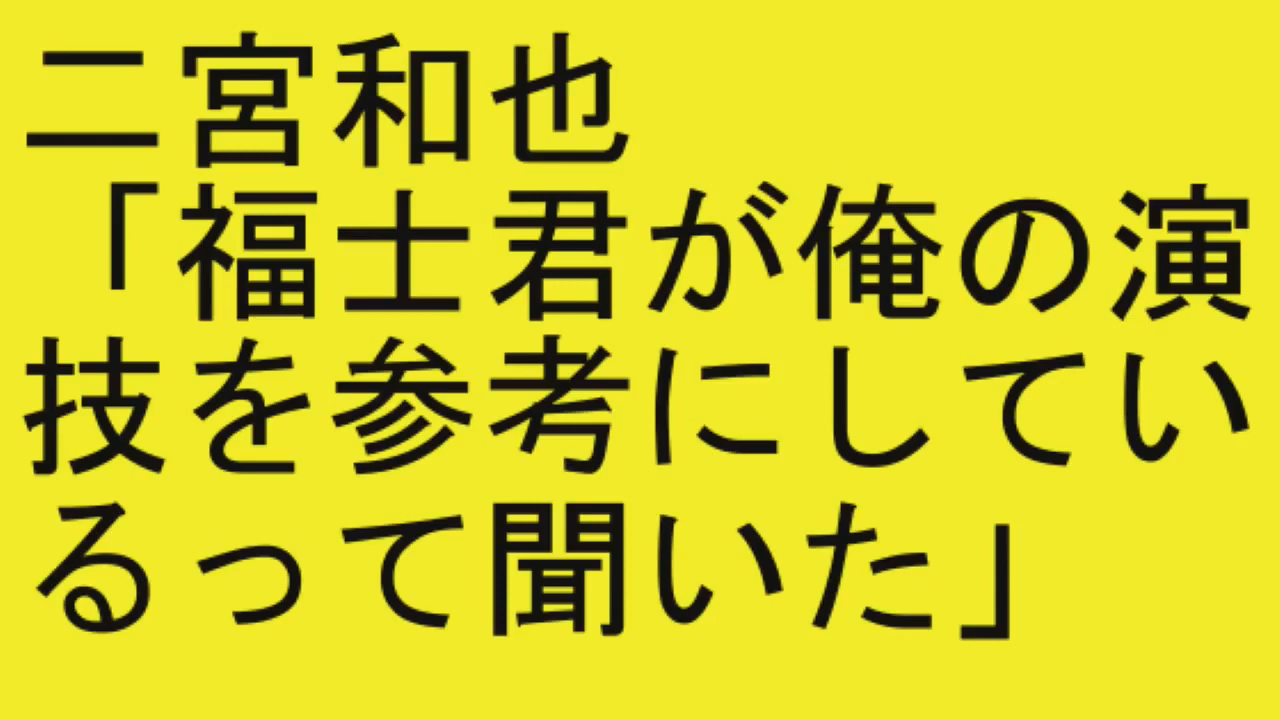 二宮和也
「福士君が俺の演
技を参考にしてい
るって聞いた」